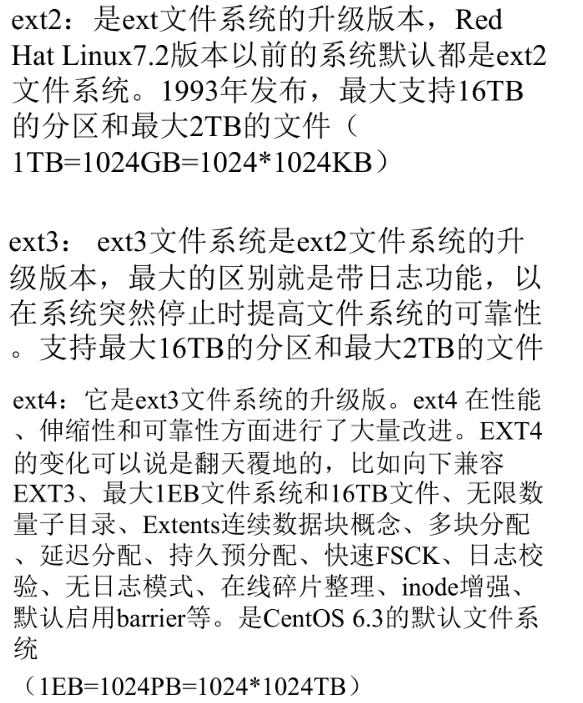 ext2：是ext文件系统的升级版本，Red
Hat Linux7.2版本以前的系统默认都是ext2
文件系统。1993年发布，最大支持16TB
的分区和最大2TB的文件（
1TB=1024GB=1024*1024KB）
ext3： ext3文件系统是ext2文件系统的升
级版本，最大的区别就是带日志功能，以
在系统突然停止时提高文件系统的可靠性
。支持最大16TB的分区和最大2TB的文件
ext4：它是ext3文件系统的升级版。ext4 在性能
、伸缩性和可靠性方面进行了大量改进。EXT4
的变化可以说是翻天覆地的，比如向下兼容
EXT3、最大1EB文件系统和16TB文件、无限数
量子目录、Extents连续数据块概念、多块分配
、延迟分配、持久预分配、快速FSCK、日志校
验、无日志模式、在线碎片整理、inode增强、
默认启用barrier等。是CentOS 6.3的默认文件系
统
（1EB=1024PB=1024*1024TB）